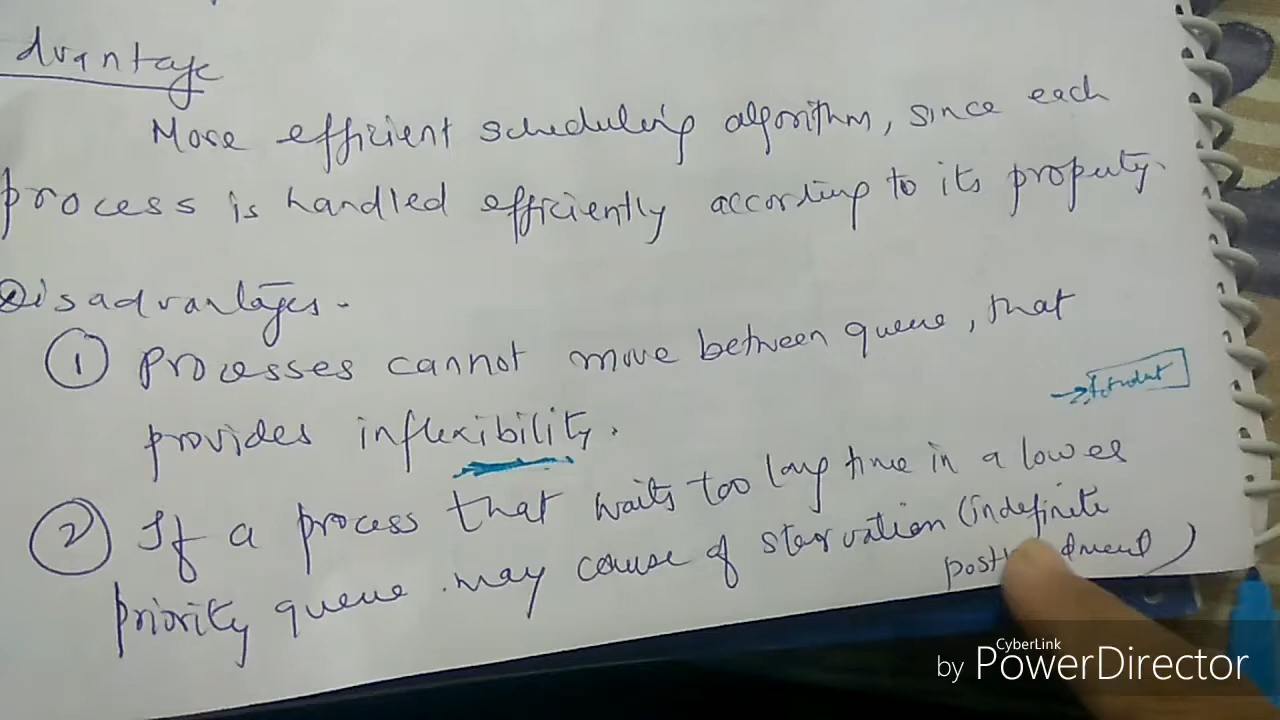 dvantage
More efficient scheduling algorithm, since each
process is handled efficiently according to its property.
Disadvantages.
① processes cannot move between queue, that
provides inflexibility.
② If a process that waits too long time in a lower
priority queue may cause of starvation (indefinite
)
CyberLink
by PowerDirector